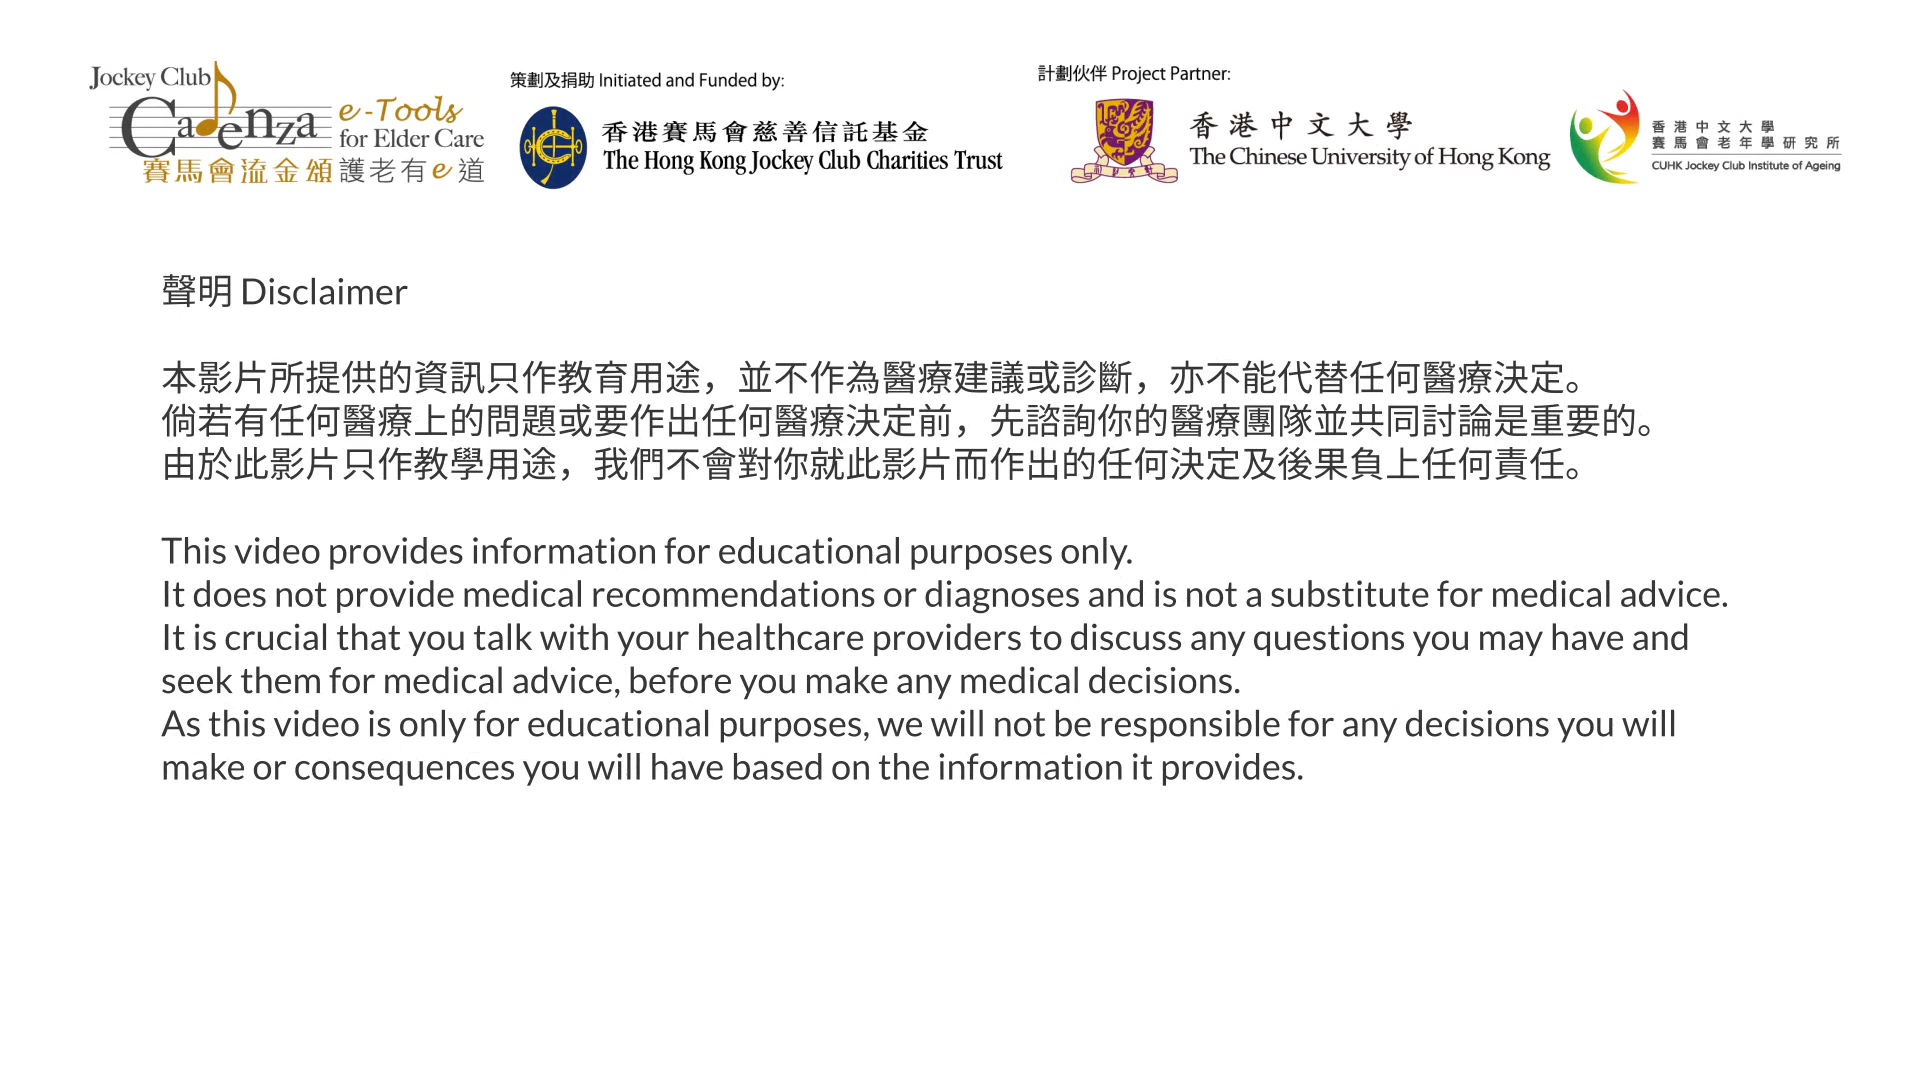 Jockey Club
Cadenza
e-Tools
for Elder Care
賽馬會流金頌護老有e道
策劃及捐助 Initiated and Funded by:
香港賽馬會慈善信託基金
The Hong Kong Jockey Club Charities Trust
計劃伙伴 Project Partner:
香港中文大學
The Chinese University of Hong Kong
香港中文大學
賽馬會老年學研究所
CUHK Jockey Club Institute of Ageing
聲明 Disclaimer
本影片所提供的資訊只作教育用途，並不作為醫療建議或診斷，亦不能代替任何醫療決定。
倘若有任何醫療上的問題或要作出任何醫療決定前，先諮詢你的醫療團隊並共同討論是重要的。
由於此影片只作教學用途，我們不會對你就此影片而作出的任何決定及後果負上任何責任。
This video provides information for educational purposes only.
It does not provide medical recommendations or diagnoses and is not a substitute for medical advice.
It is crucial that you talk with your healthcare providers to discuss any questions you may have and
seek them for medical advice, before you make any medical decisions.
As this video is only for educational purposes, we will not be responsible for any decisions you will
make or consequences you will have based on the information it provides.